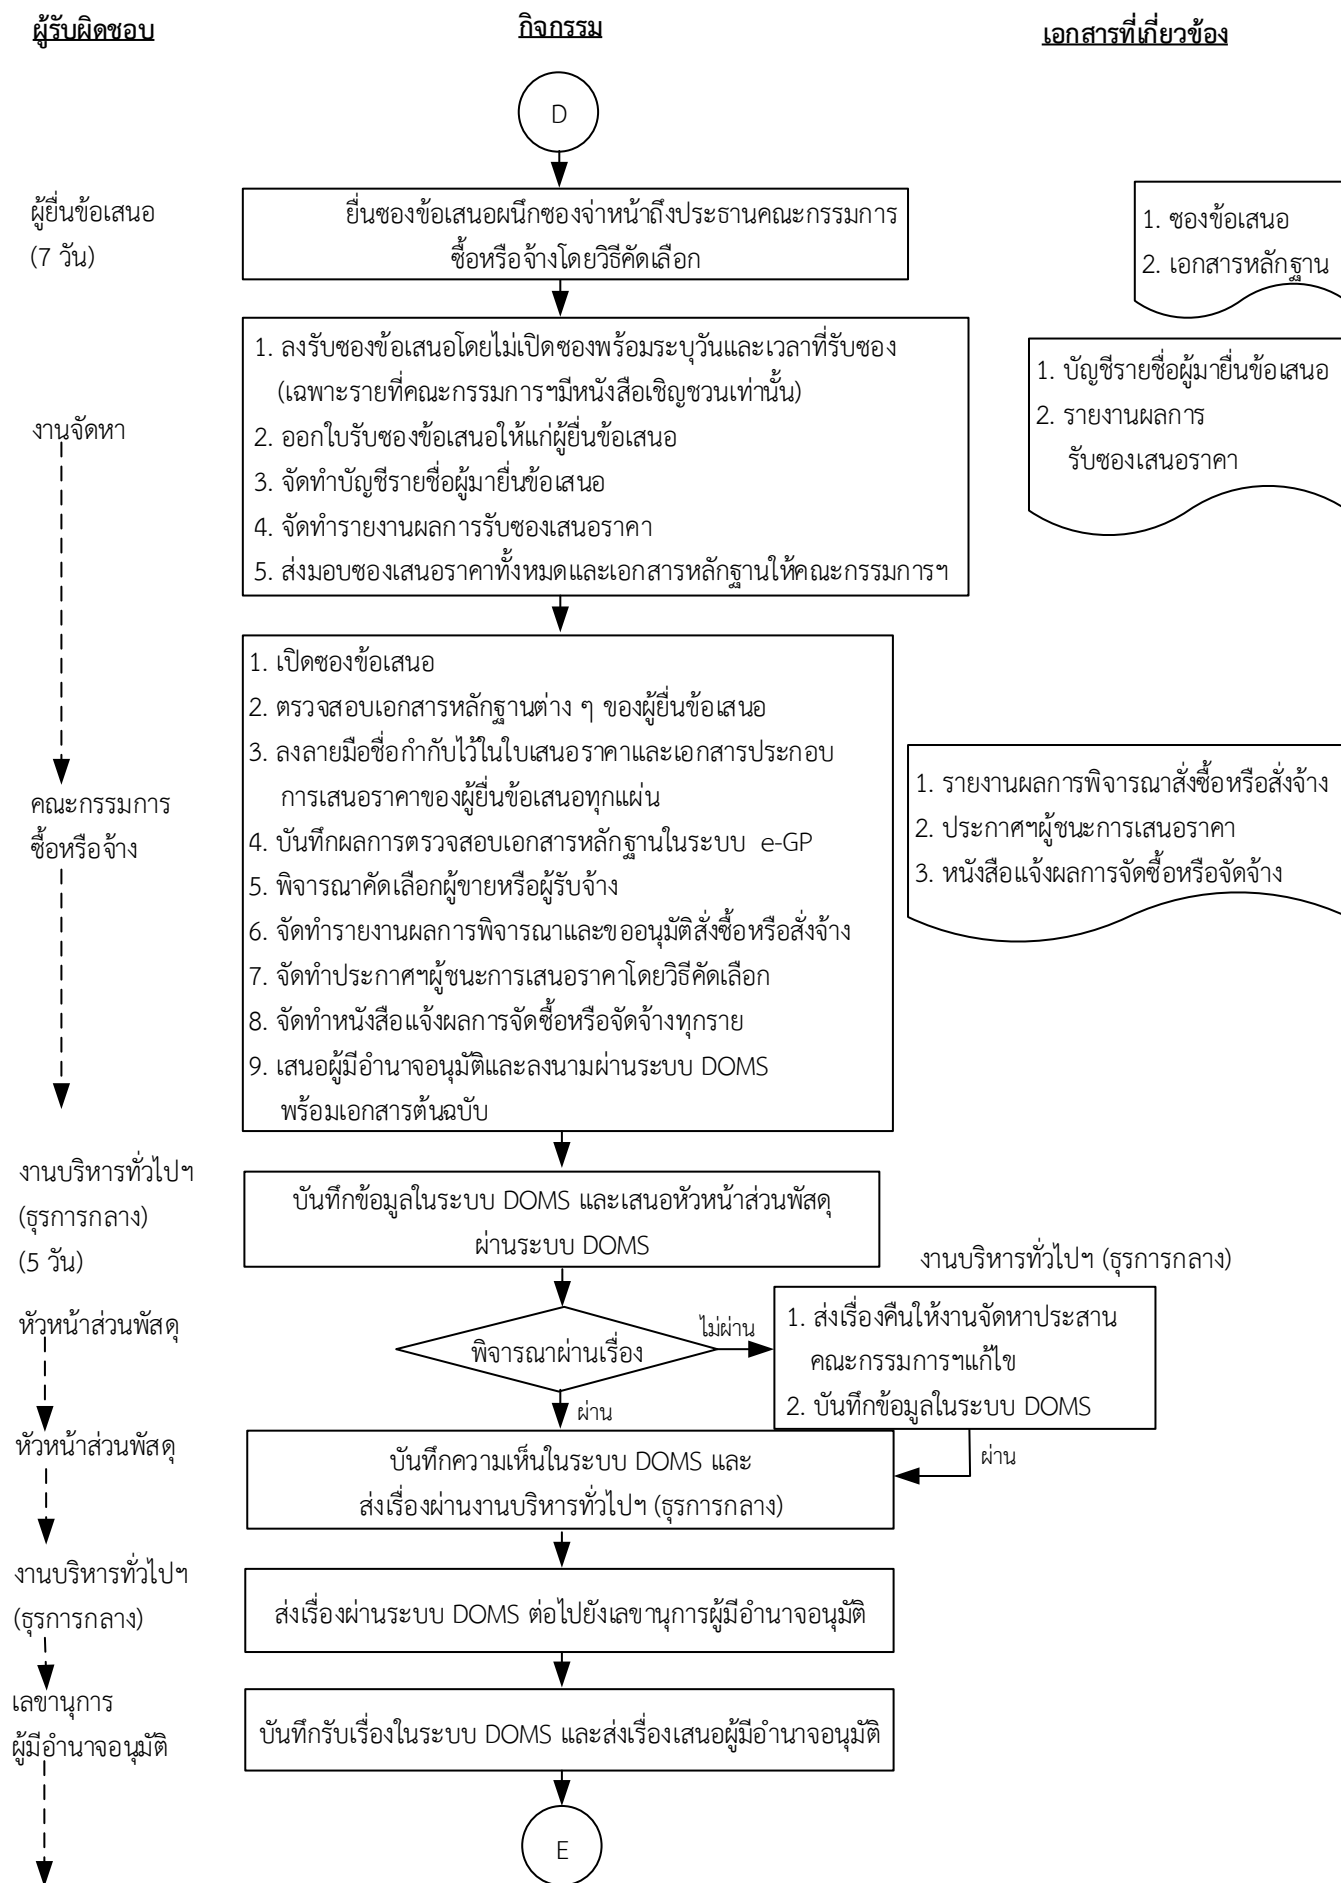 ผู้รับผิดชอบ
กิจกรรม
เอกสารที่เกี่ยวข้อง
D
ผู้ยื่นข้อเสนอ
(7 วัน)
ยื่นซองข้อเสนอผนึกซองจ่าหน้าถึงประธานคณะกรรมการ
ซื้อหรือจ้างโดยวิธีคัดเลือก
1. ซองข้อเสนอ
2. เอกสารหลักฐาน
งานจัดหา
1. ลงรับซองข้อเสนอโดยไม่เปิดซองพร้อมระบุวันและเวลาที่รับซอง
(เฉพาะรายที่คณะกรรมการฯมีหนังสือเชิญชวนเท่านั้น)
2. ออกใบรับซองข้อเสนอให้แก่ผู้ยื่นข้อเสนอ
3. จัดทำบัญชีรายชื่อผู้มายื่นข้อเสนอ
4. จัดทำรายงานผลการรับซองเสนอราคา
5. ส่งมอบซองเสนอราคาทั้งหมดและเอกสารหลักฐานให้คณะกรรมการฯ
1. บัญชีรายชื่อผู้มายื่นข้อเสนอ
2. รายงานผลการ
รับซองเสนอราคา
คณะกรรมการ
ซื้อหรือจ้าง
1. เปิดซองข้อเสนอ
2. ตรวจสอบเอกสารหลักฐานต่าง ๆ ของผู้ยื่นข้อเสนอ
3. ลงลายมือชื่อกำกับไว้ในใบเสนอราคาและเอกสารประกอบ
การเสนอราคาของผู้ยื่นข้อเสนอทุกแผ่น
4. บันทึกผลการตรวจสอบเอกสารหลักฐานในระบบ e-GP
5. พิจารณาคัดเลือกผู้ขายหรือผู้รับจ้าง
6. จัดทำรายงานผลการพิจารณาและขออนุมัติสั่งซื้อหรือสั่งจ้าง
7. จัดทำประกาศฯผู้ชนะการเสนอราคาโดยวิธีคัดเลือก
8. จัดทำหนังสือแจ้งผลการจัดซื้อหรือจัดจ้างทุกราย
9. เสนอผู้มีอำนาจอนุมัติและลงนามผ่านระบบ DOMS
พร้อมเอกสารต้นฉบับ
1. รายงานผลการพิจารณาสั่งซื้อหรือสั่งจ้าง
2. ประกาศฯผู้ชนะการเสนอราคา
3. หนังสือแจ้งผลการจัดซื้อหรือจัดจ้าง
งานบริหารทั่วไปฯ
(ธุรการกลาง)
(5 วัน)
บันทึกข้อมูลในระบบ DOMS และเสนอหัวหน้าส่วนพัสดุ
ผ่านระบบ DOMS
งานบริหารทั่วไปฯ (ธุรการกลาง)
หัวหน้าส่วนพัสดุ
พิจารณาผ่านเรื่อง
ไม่ผ่าน
1. ส่งเรื่องคืนให้งานจัดหาประสาน
คณะกรรมการฯแก้ไข
2. บันทึกข้อมูลในระบบ DOMS
ผ่าน
ผ่าน
หัวหน้าส่วนพัสดุ
บันทึกความเห็นในระบบ DOMS และ
ส่งเรื่องผ่านงานบริหารทั่วไปฯ (ธุรการกลาง)
งานบริหารทั่วไปฯ
(ธุรการกลาง)
ส่งเรื่องผ่านระบบ DOMS ต่อไปยังเลขานุการผู้มีอำนาจอนุมัติ
เลขานุการ
ผู้มีอำนาจอนุมัติ
บันทึกรับเรื่องในระบบ DOMS และส่งเรื่องเสนอผู้มีอำนาจอนุมัติ
E